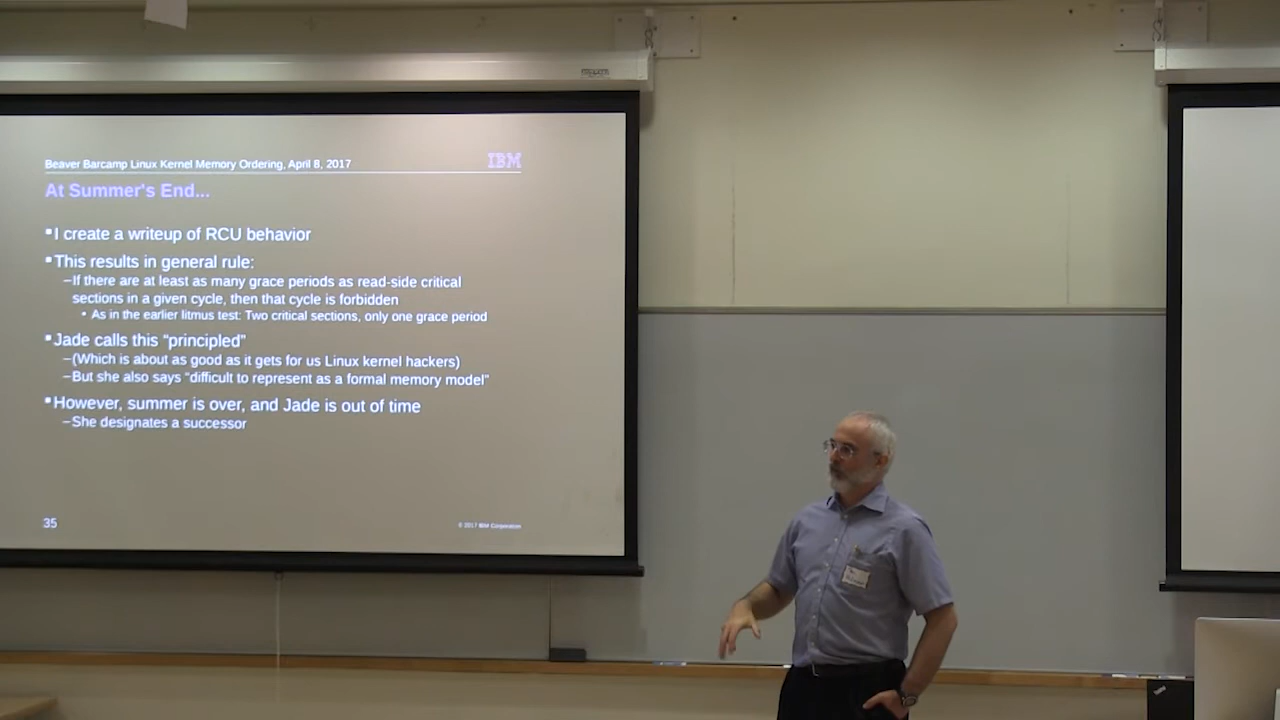 Beaver Barcamp Linux Kernel Memory Ordering, April 8, 2017
IBM
At Summer's End...
▪I create a writeup of RCU behavior
▪This results in general rule:
–If there are at least as many grace periods as read-side critical
sections in a given cycle, then that cycle is forbidden
• As in the earlier litmus test: Two critical sections, only one grace period
▪Jade calls this “principled”
–(Which is about as good as it gets for us Linux kernel hackers)
–But she also says “difficult to represent as a formal memory model”
▪However, summer is over, and Jade is out of time
–She designates a successor
35
© 2017 IBM Corporation